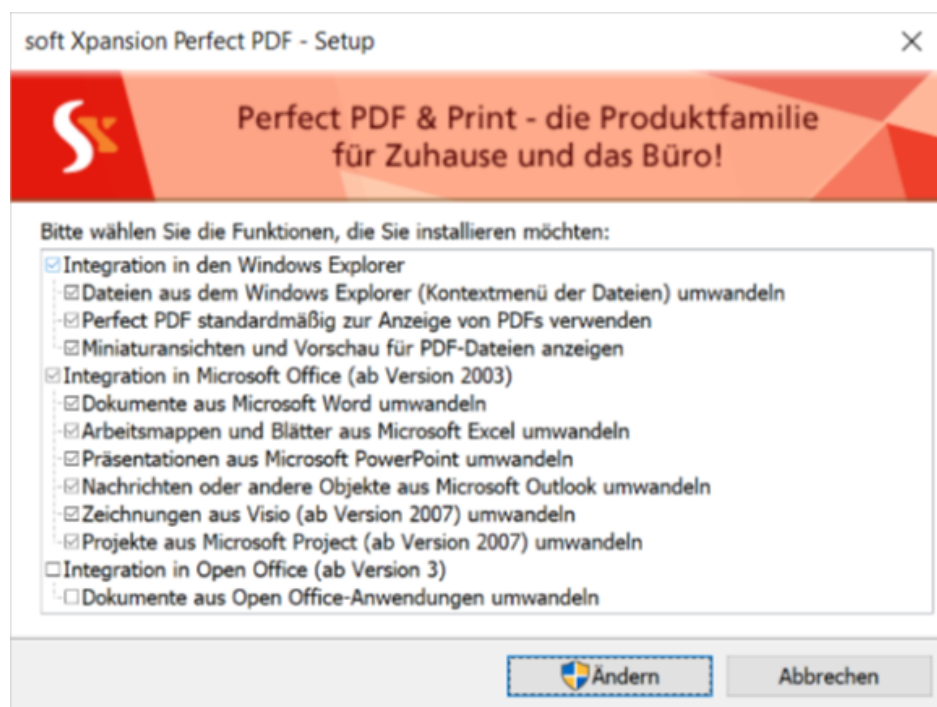 soft Xpansion Perfect PDF - Setup
Sx
Perfect PDF & Print - die Produktfamilie
für Zuhause und das Büro!
Bitte wählen Sie die Funktionen, die Sie installieren möchten:
Integration in den Windows Explorer
Dateien aus dem Windows Explorer (Kontextmenü der Dateien) umwandeln
Perfect PDF standardmäßig zur Anzeige von PDFs verwenden
Miniaturansichten und Vorschau für PDF-Dateien anzeigen
Integration in Microsoft Office (ab Version 2003)
Dokumente aus Microsoft Word umwandeln
Arbeitsmappen und Blätter aus Microsoft Excel umwandeln
Präsentationen aus Microsoft PowerPoint umwandeln
Nachrichten oder andere Objekte aus Microsoft Outlook umwandeln
Zeichnungen aus Visio (ab Version 2007) umwandeln
Projekte aus Microsoft Project (ab Version 2007) umwandeln
Integration in Open Office (ab Version 3)
Dokumente aus Open Office-Anwendungen umwandeln
Ändern
Abbrechen